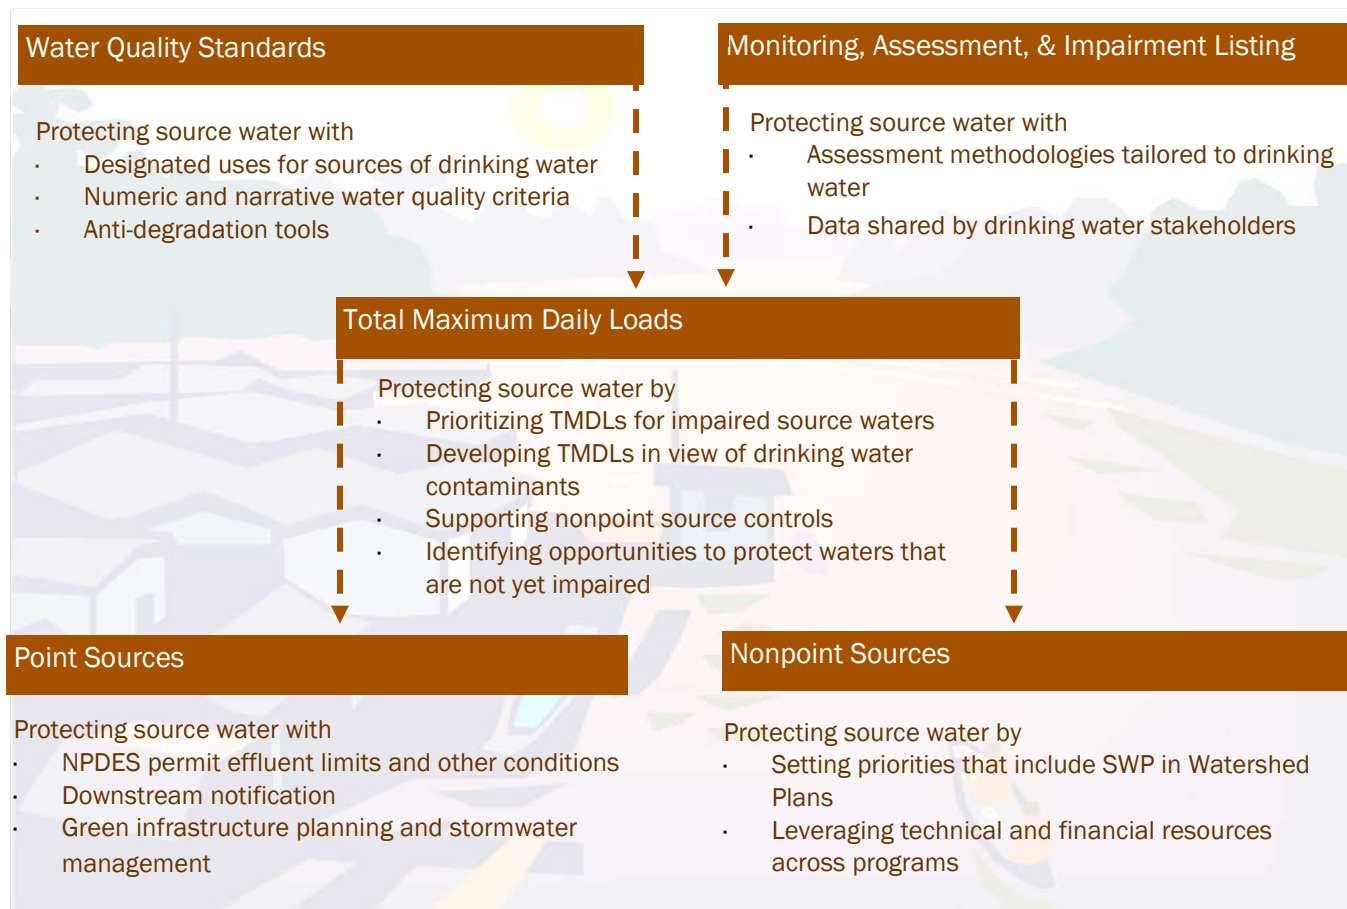 Water Quality Standards
Protecting source water with
· Designated uses for sources of drinking water
· Numeric and narrative water quality criteria
· Anti-degradation tools
Monitoring, Assessment, & Impairment Listing
Protecting source water with
· Assessment methodologies tailored to drinking
water
· Data shared by drinking water stakeholders
Total Maximum Daily Loads
Protecting source water by
· Prioritizing TMDLs for impaired source waters
· Developing TMDLs in view of drinking water
contaminants
· Supporting nonpoint source controls
· Identifying opportunities to protect waters that
are not yet impaired
Point Sources
Protecting source water with
· NPDES permit effluent limits and other conditions
· Downstream notification
· Green infrastructure planning and stormwater
management
Nonpoint Sources
Protecting source water by
· Setting priorities that include SWP in Watershed
Plans
· Leveraging technical and financial resources
across programs